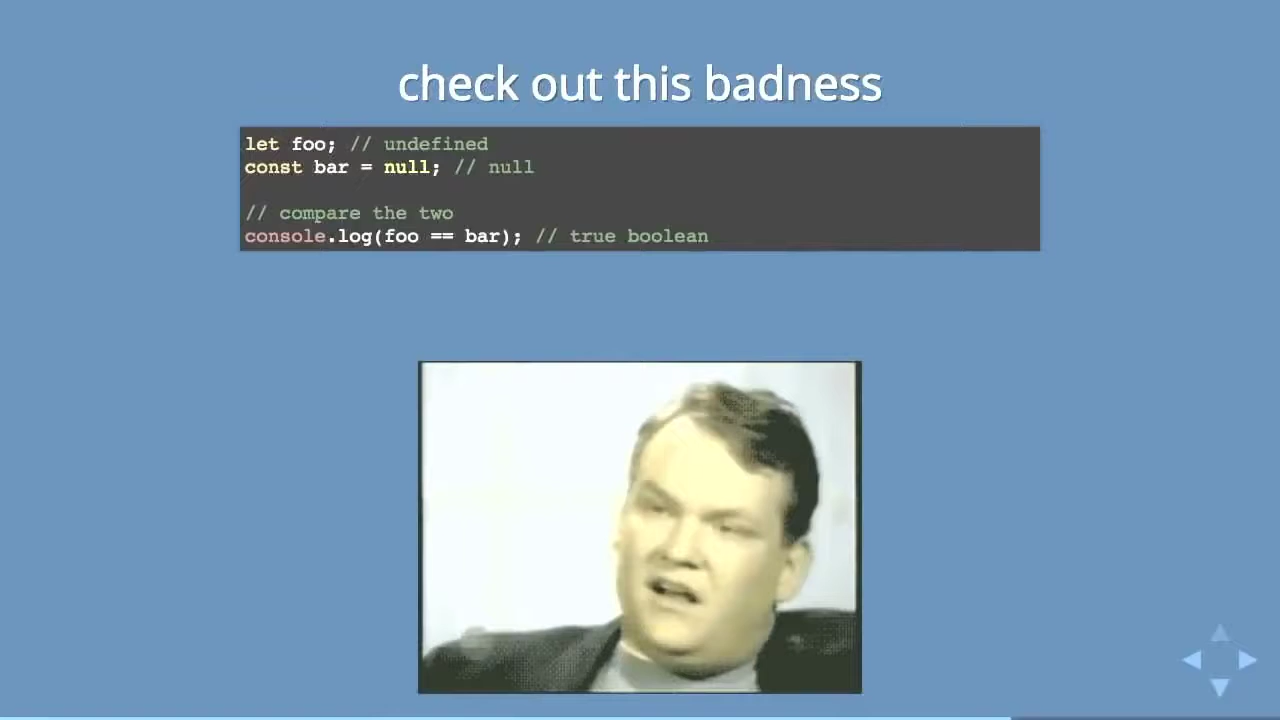 check out this badness
let foo; // undefined
const bar = null; // null
// compare the two
console.log(foo == bar); // true boolean